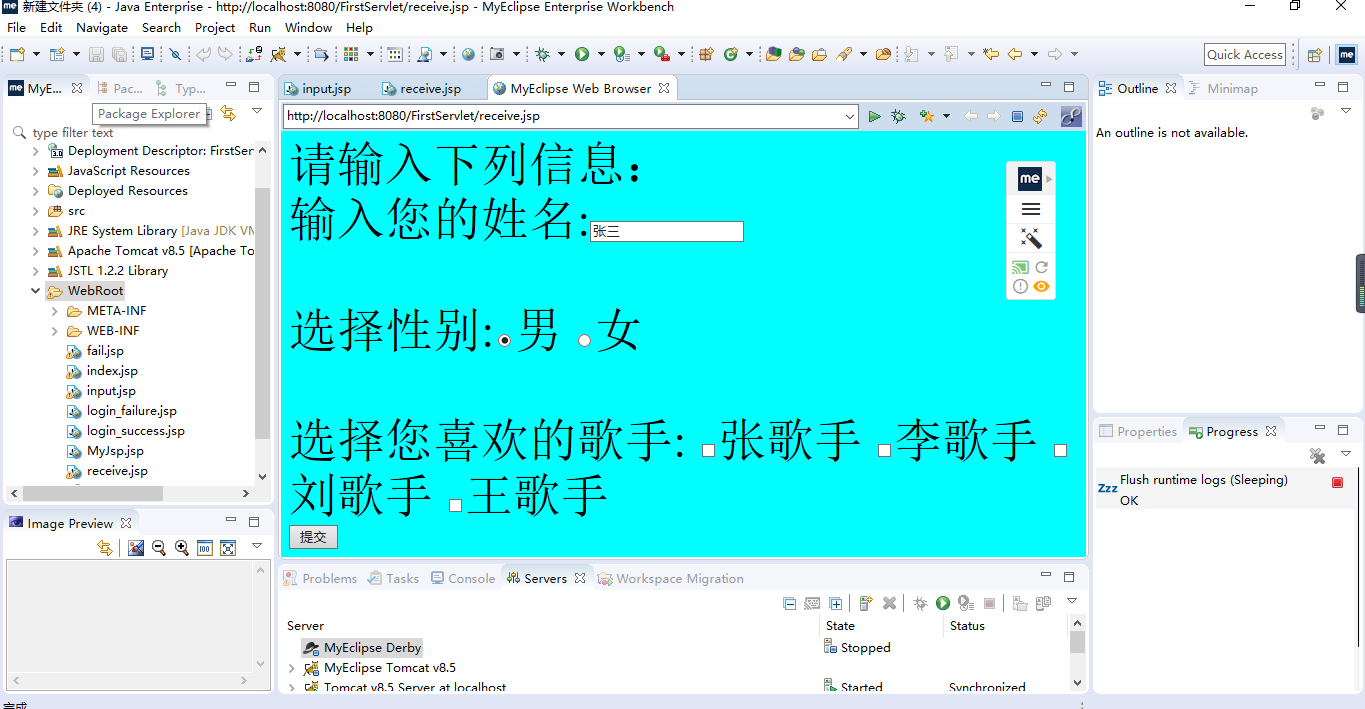 新建文件夹 (4) - Java Enterprise - http://localhost:8080/FirstServlet/receive.jsp - MyEclipse Enterprise Workbench
File Edit Navigate Search Project Run Window Help
Quick Access
me
me MyE... Pac... Typ...
Package Explorer
type filter text
Deployment Descriptor: FirstSer
JavaScript Resources
Deployed Resources
src
JRE System Library [Java JDK VM
Apache Tomcat v8.5 [Apache To
JSTL 1.2.2 Library
WebRoot
META-INF
WEB-INF
fail.jsp
index.jsp
input.jsp
login_failure.jsp
login_success.jsp
MyJsp.jsp
receive.jsp
Image Preview
input.jsp receive.jsp MyEclipse Web Browser
http://localhost:8080/FirstServlet/receive.jsp
请输入下列信息：
输入您的姓名:张三
选择性别:男 女
选择您喜欢的歌手: 张歌手 李歌手
刘歌手 王歌手
提交
me
Problems Tasks Console Servers Workspace Migration
Server State Status
MyEclipse Derby Stopped
MyEclipse Tomcat v8.5
Tomcat v8.5 Server at localhost Started Synchronized
Outline Minimap
An outline is not available.
Properties Progress
Zzz Flush runtime logs (Sleeping)
OK
完成